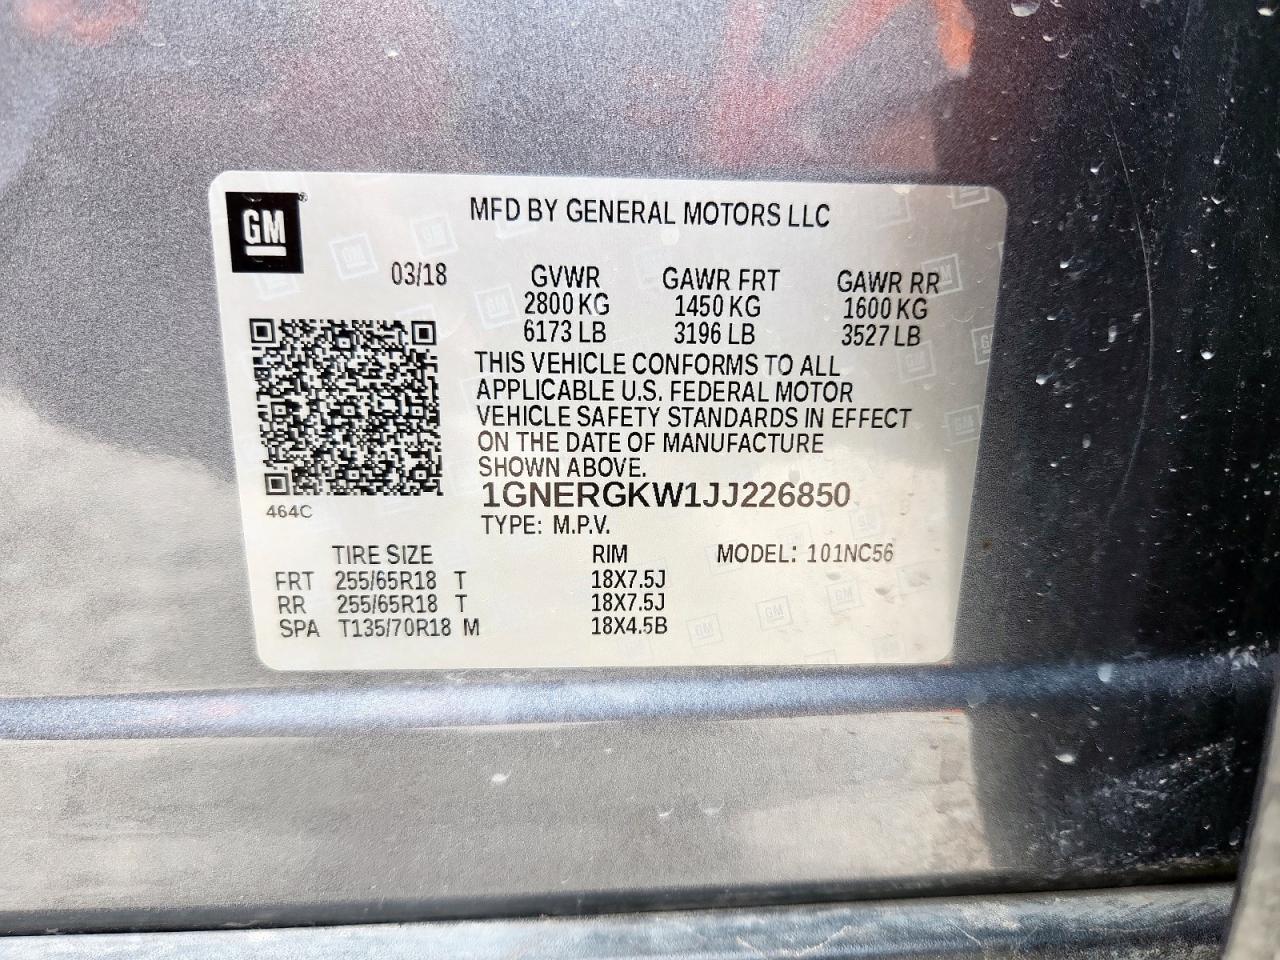 GM
MFD BY GENERAL MOTORS LLC
03/18 GVWR GAWR FRT GAWR RR
2800 KG 1450 KG 1600 KG
6173 LB 3196 LB 3527 LB
THIS VEHICLE CONFORMS TO ALL
APPLICABLE U.S. FEDERAL MOTOR
VEHICLE SAFETY STANDARDS IN EFFECT
ON THE DATE OF MANUFACTURE
SHOWN ABOVE.
1GNERGKW1JJ226850
464C
TYPE: M.P.V.
TIRE SIZE RIM MODEL: 101NC56
FRT 255/65R18 T 18X7.5J
RR 255/65R18 T 18X7.5J
SPA T135/70R18 M 18X4.5B